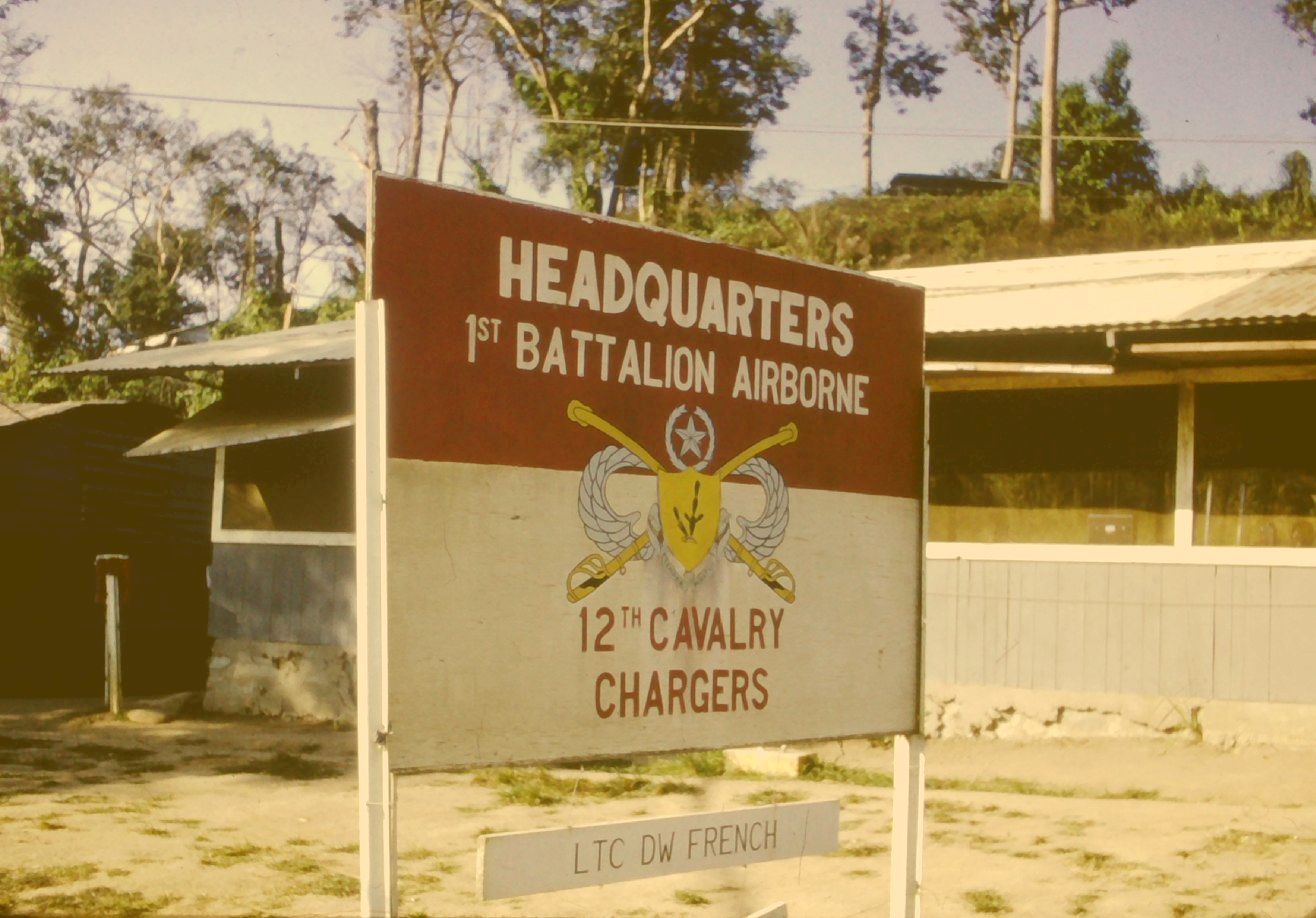 HEADQUARTERS
1ST BATTALION AIRBORNE
12TH CAVALRY
CHARGERS
LTC DW FRENCH